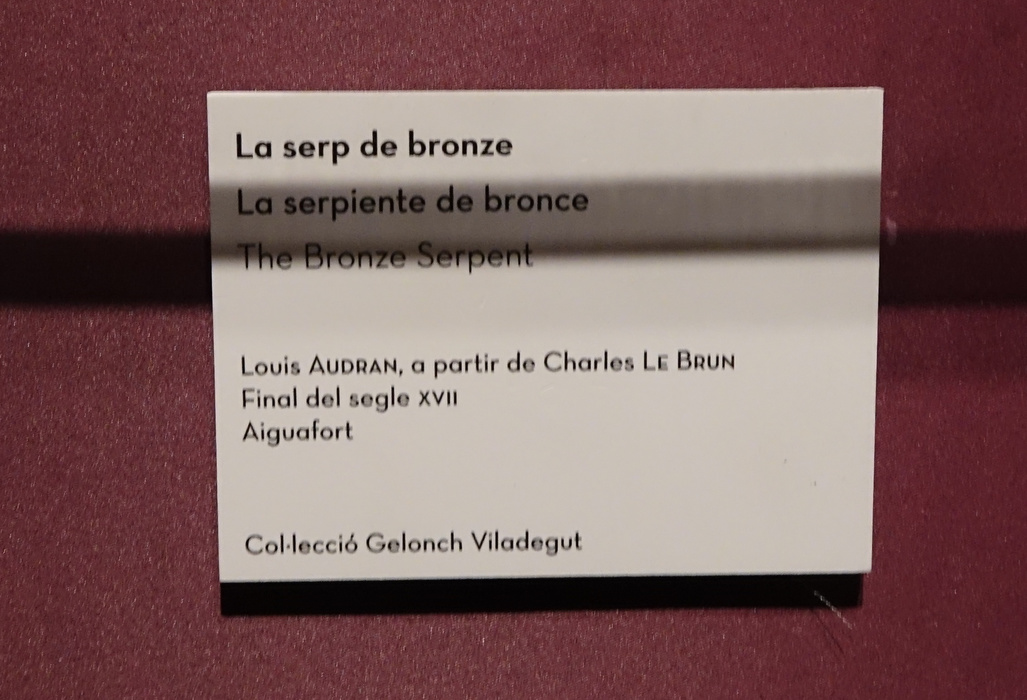 La serp de bronze
La serpiente de bronce
The Bronze Serpent
Louis AUDRAN, a partir de Charles LE BRUN
Final del segle XVII
Aiguafort
Col·lecció Gelonch Viladegut